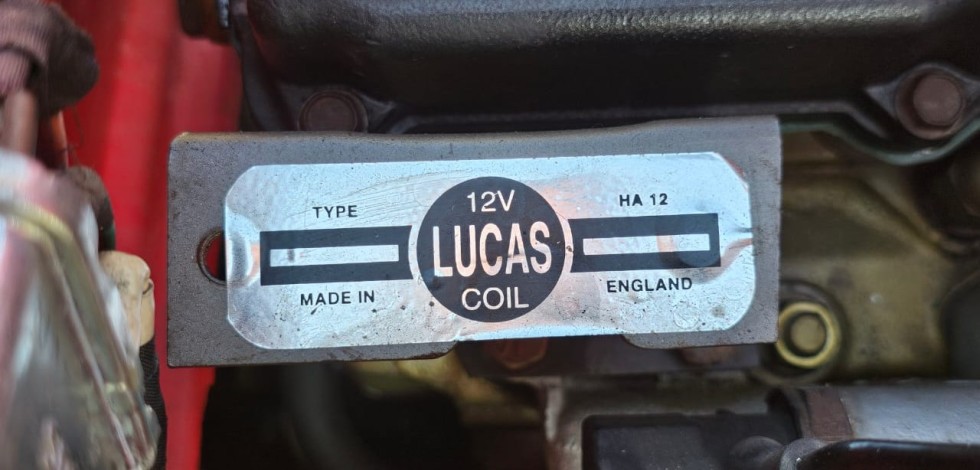 TYPE
12V
HA 12
LUCAS
MADE IN
COIL
ENGLAND